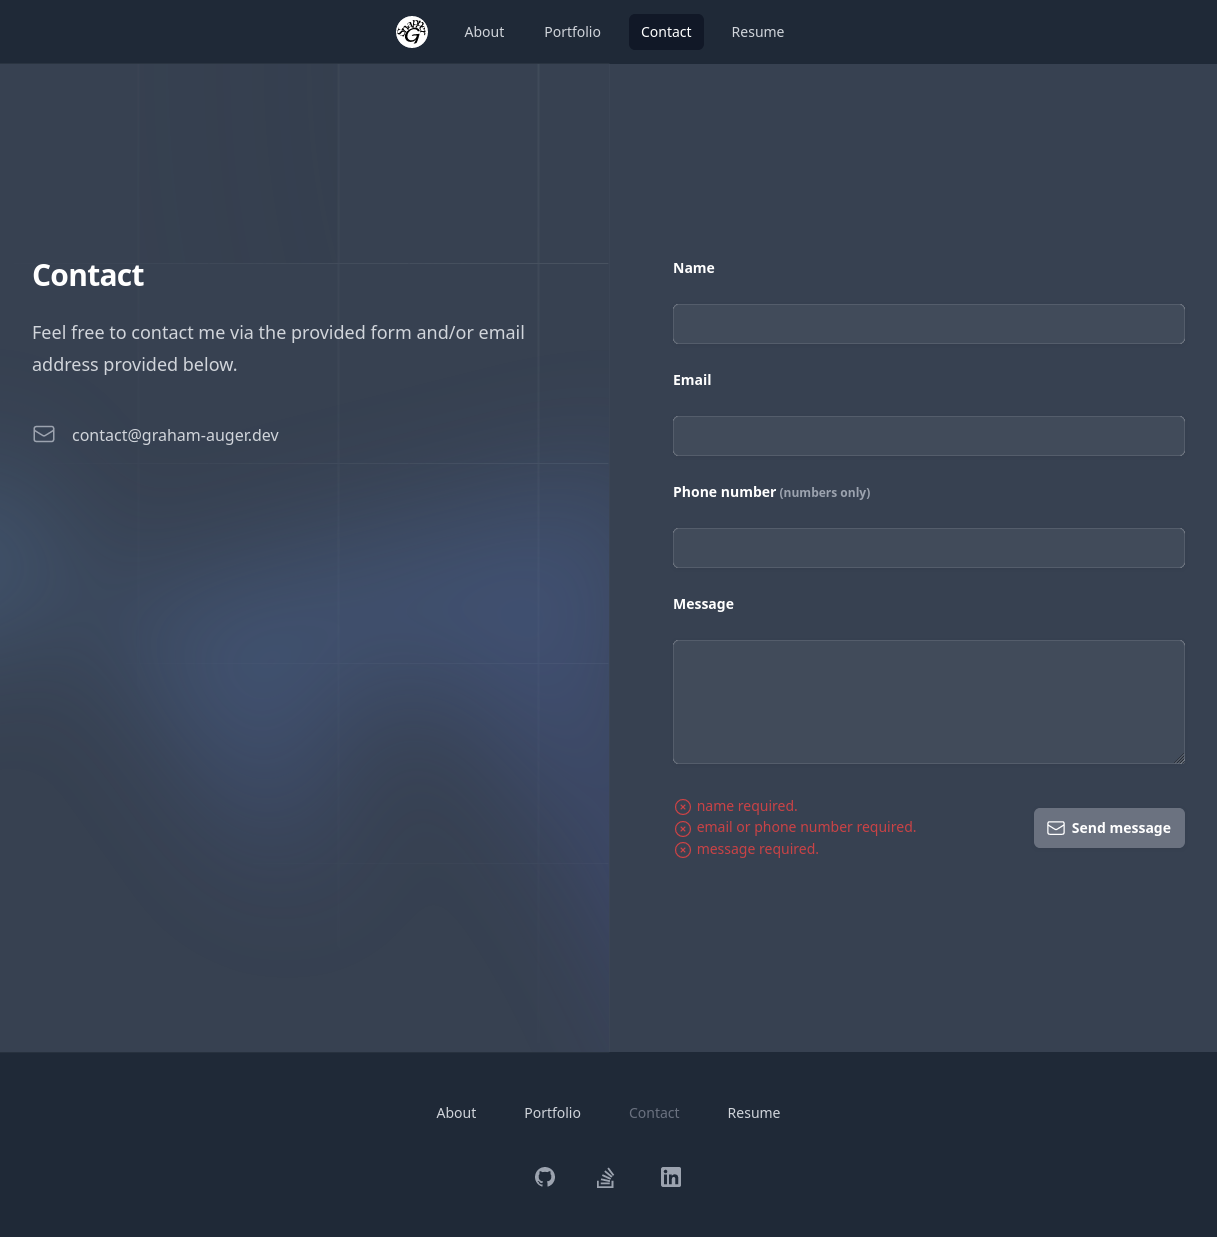 About
Portfolio
Contact
Resume
Contact
Feel free to contact me via the provided form and/or email
address provided below.
contact@graham-auger.dev
Name
Email
Phone number (numbers only)
Message
name required.
email or phone number required.
message required.
Send message
About
Portfolio
Contact
Resume